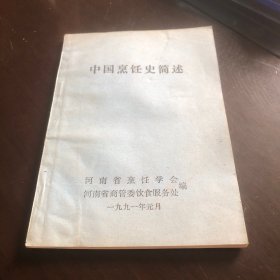 中国烹饪史简述
河南省烹饪学会
河南省商管委饮食服务处 编
一九九一年元月